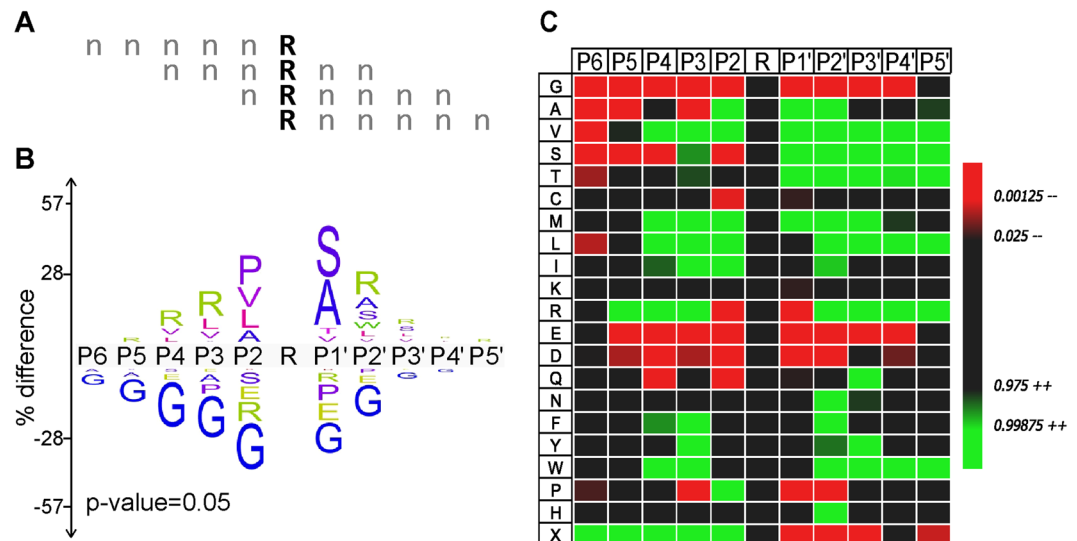 A
n n n n n R
n n n R n n
n R n n n n
R n n n n n
B
% difference
57
28
-28
-57
P6 P5 P4 P3 P2 R P1' P2' P3' P4' P5'
R
R V
R L
P V L A
S A T V
R A S W
R S
G
G
E G
A P G
S E R G
R P E G
E G
G
p-value=0.05
C
P6 P5 P4 P3 P2 R P1' P2' P3' P4' P5'
G
A
V
S
T
C
M
L
I
K
R
E
D
Q
N
F
Y
W
P
H
X
0.00125 --
0.025 --
0.975 ++
0.99875 ++